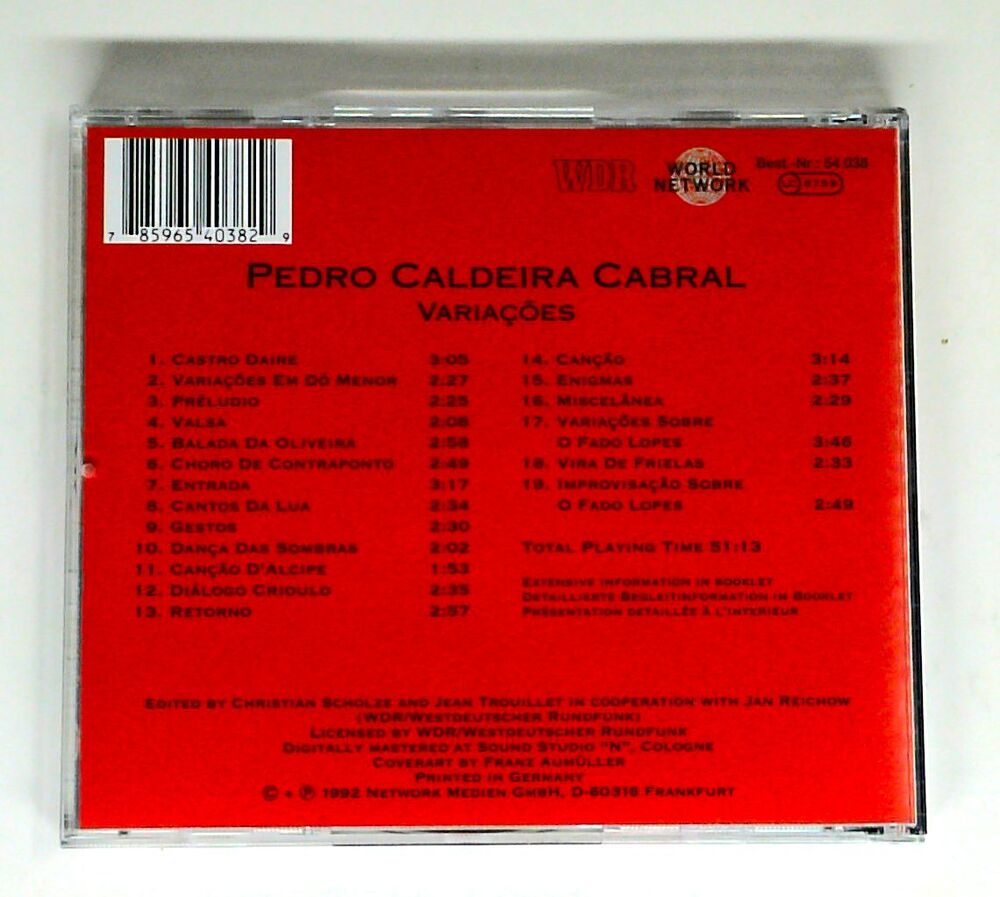 7 85965 40382 9
WDR
WORLD
NETWORK
Best.-Nr.: 54 038
LC 6759
PEDRO CALDEIRA CABRAL
VARIAÇÕES
1. CASTRO DAIRE 3:05
2. VARIAÇÕES EM DÓ MENOR 2:27
3. PRÉLUDIO 2:25
4. VALSA 2:08
5. BALADA DA OLIVEIRA 2:58
6. CHORO DE CONTRAPONTO 2:49
7. ENTRADA 3:17
8. CANTOS DA LUA 2:34
9. GESTOS 2:30
10. DANÇA DAS SOMBRAS 2:02
11. CANÇÃO D'ALCIPE 1:53
12. DIÁLOGO CRIOULO 2:35
13. RETORNO 2:57
14. CANÇÃO 3:14
15. ENIGMAS 2:37
16. MISCELÂNEA 2:29
17. VARIAÇÕES SOBRE
O FADO LOPES 3:46
18. VIRA DE FRIELAS 2:33
19. IMPROVISAÇÃO SOBRE
O FADO LOPES 2:49
TOTAL PLAYING TIME 51:13
EXTENSIVE INFORMATION IN BOOKLET
DETAILLIERTE BEGLEITINFORMATION IM BOOKLET
PRÉSENTATION DETAILLÉE À L'INTERIEUR
EDITED BY CHRISTIAN SCHOLZE AND JEAN TROUILLET IN COOPERATION WITH JAN REICHOW
(WDR/WESTDEUTSCHER RUNDFUNK)
LICENSED BY WDR/WESTDEUTSCHER RUNDFUNK
DIGITALLY MASTERED AT SOUND STUDIO "N", COLOGNE
COVERART BY FRANZ AUMÜLLER
PRINTED IN GERMANY
© + ℗ 1992 NETWORK MEDIEN GMBH, D-60316 FRANKFURT